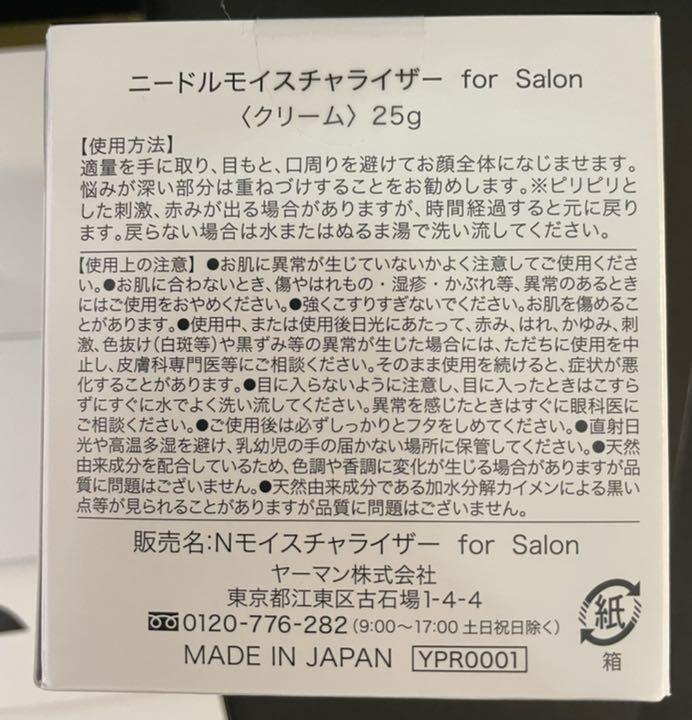 ニードルモイスチャライザー for Salon
〈クリーム〉25g
【使用方法】
適量を手に取り、目もと、口周りを避けてお顔全体になじませます。
悩みが深い部分は重ねづけすることをお勧めします。※ピリピリと
した刺激、赤みが出る場合がありますが、時間経過すると元に戻り
ます。戻らない場合は水またはぬるま湯で洗い流してください。
【使用上の注意】●お肌に異常が生じていないかよく注意してご使用くださ
い。●お肌に合わないとき、傷やはれもの・湿疹・かぶれ等、異常のあるとき
にはご使用をおやめください。●強くこすりすぎないでください。お肌を傷めるこ
とがあります。●使用中、または使用後日光にあたって、赤み、はれ、かゆみ、刺
激、色抜け(白斑等)や黒ずみ等の異常が生じた場合には、ただちに使用を中
止し、皮膚科専門医等にご相談ください。そのまま使用を続けると、症状が悪
化することがあります。●目に入らないように注意し、目に入ったときはこすら
ずにすぐに水でよく洗い流してください。異常を感じたときはすぐに眼科医に
ご相談ください。●ご使用後は必ずしっかりとフタをしめてください。●直射日
光や高温多湿を避け、乳幼児の手の届かない場所に保管してください。●天然
由来成分を配合しているため、色調や香調に変化が生じる場合がありますが品
質に問題はございません。●天然由来成分である加水分解カイメンによる黒い
点等が見られることがありますが品質に問題はございません。
販売名:Nモイスチャライザー for Salon
ヤーマン株式会社
東京都江東区古石場1-4-4
0120-776-282(9:00〜17:00 土日祝日除く)
MADE IN JAPAN YPR0001
紙
箱